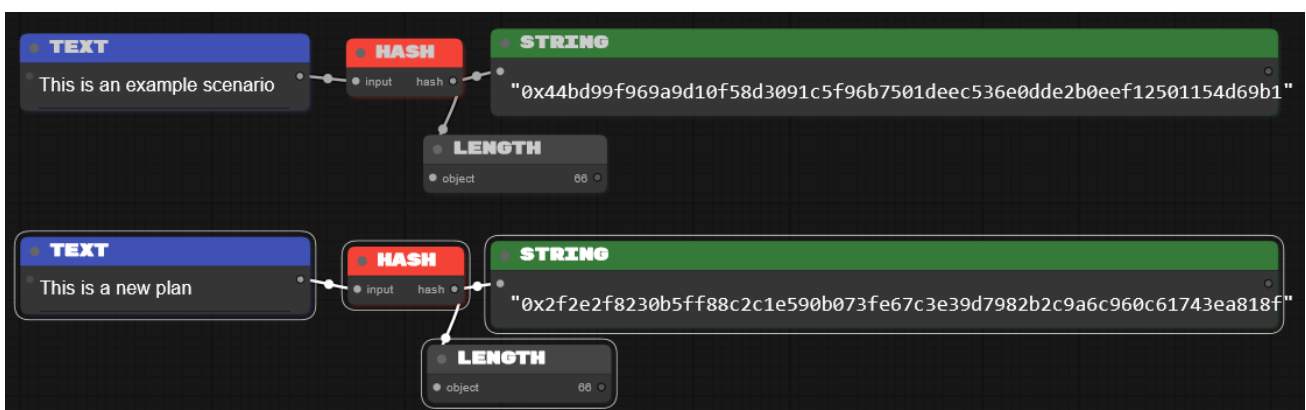 TEXT
HASH
STRING
This is an example scenario
input hash
"0x44bd99f969a9d10f58d3091c5f96b7501deec536e0dde2b0eef12501154d69b1"
LENGTH
object 66
TEXT
HASH
STRING
This is a new plan
input hash
"0x2f2e2f8230b5ff88c2c1e590b073fe67c3e39d7982b2c9a6c960c61743ea818f"
LENGTH
object 66